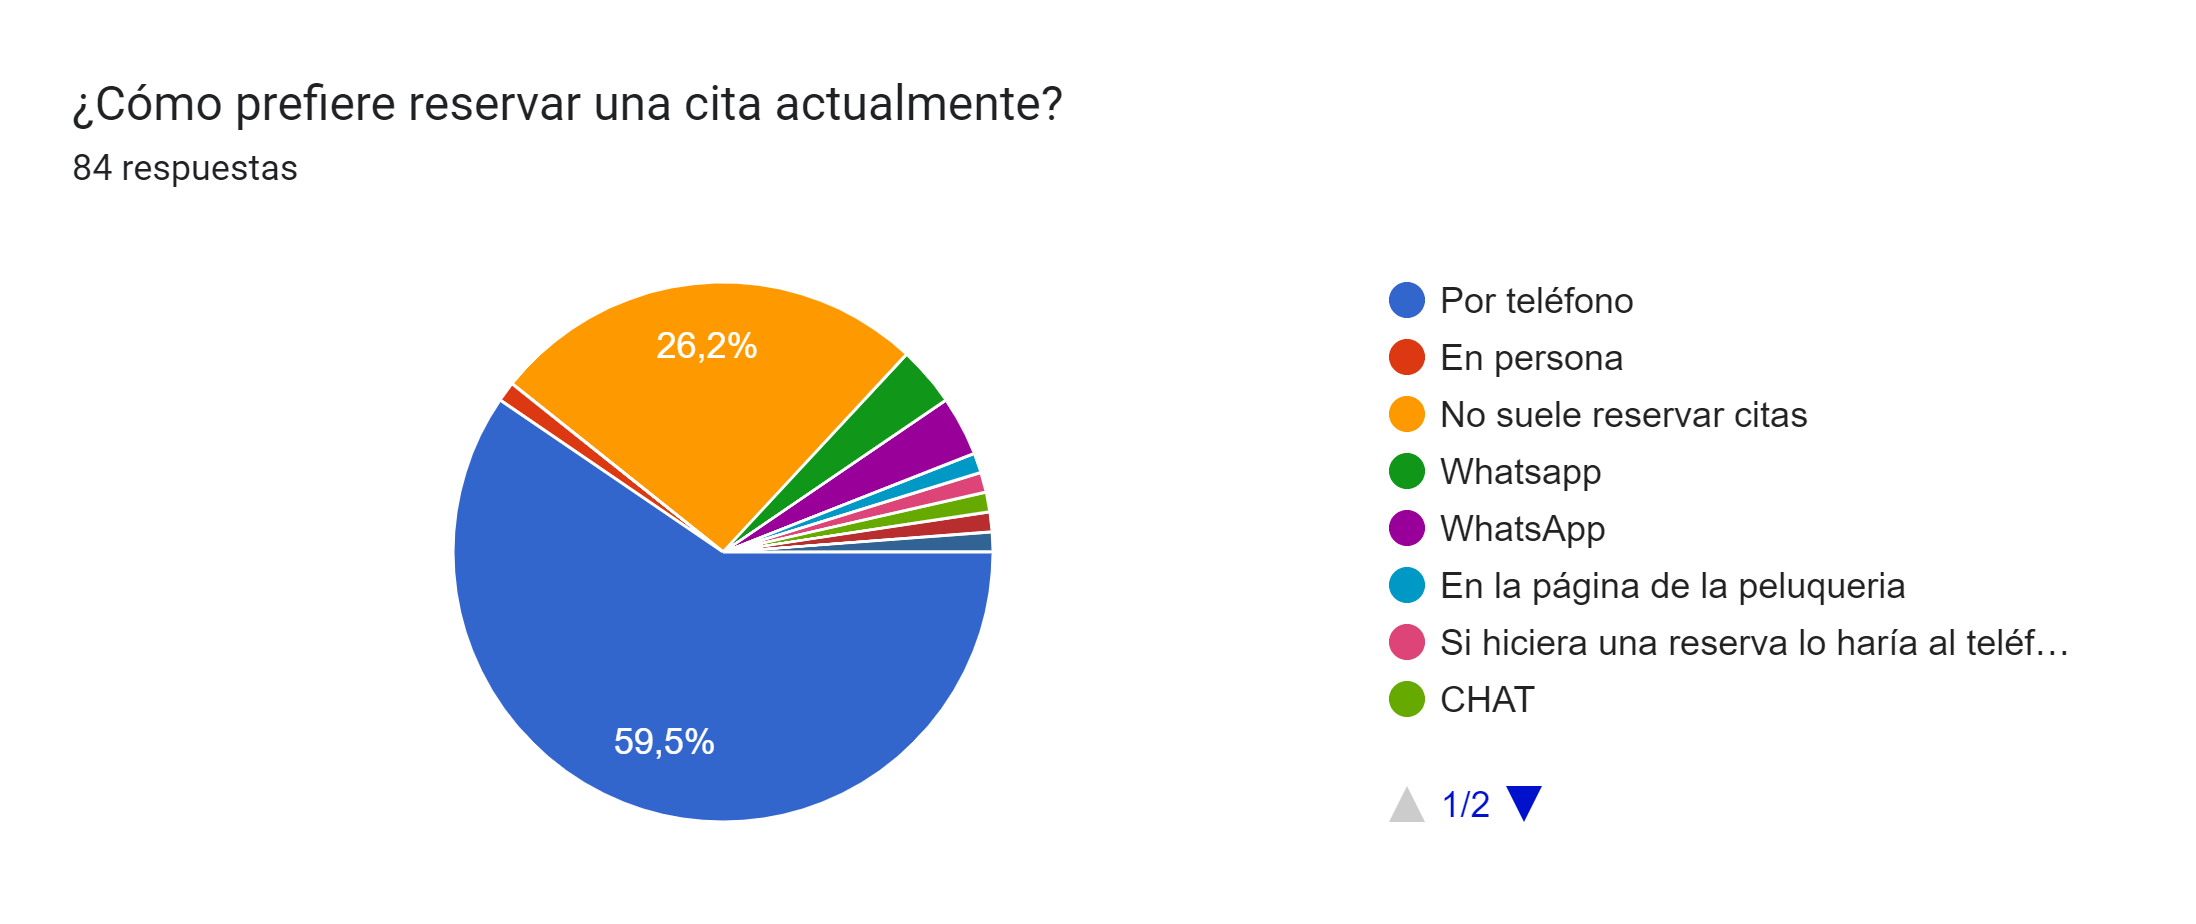 ¿Cómo prefiere reservar una cita actualmente?
84 respuestas
26,2%
59,5%
Por teléfono
En persona
No suele reservar citas
Whatsapp
WhatsApp
En la página de la peluqueria
Si hiciera una reserva lo haría al teléf…
CHAT
1/2